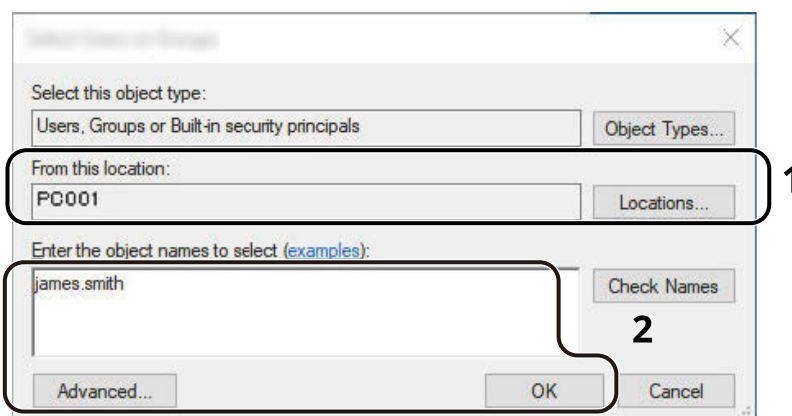 Select this object type:
Users, Groups or Built-in security principals
Object Types...
From this location:
PC001
Locations...
1
Enter the object names to select (examples):
james.smith
Check Names
2
Advanced...
OK
Cancel